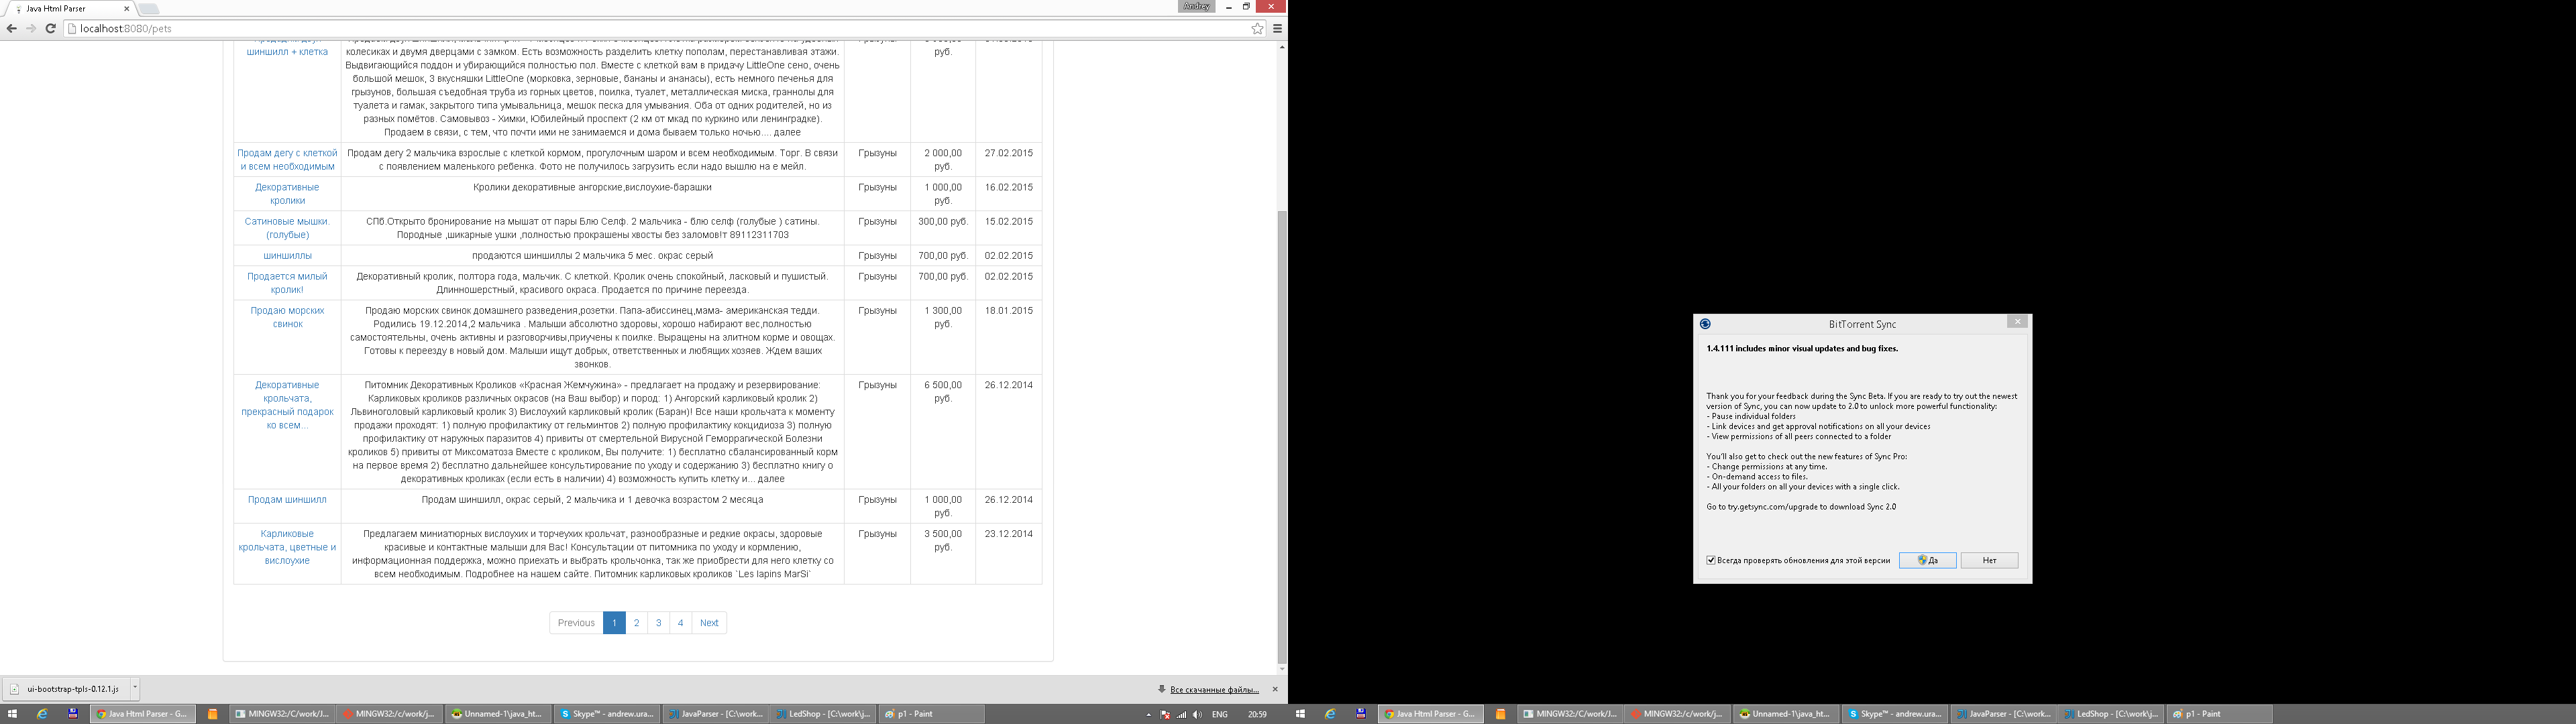 Java Html Parser
Andrey
localhost:8080/pets
шиншилл + клетка
колесиках и двумя дверцами с замком. Есть возможность разделить клетку пополам, перестанавливая этажи.
руб.
Выдвигающийся поддон и убирающийся полностью пол. Вместе с клеткой вам в придачу LittleOne сено, очень
большой мешок, 3 вкусняшки LittleOne (морковка, зерновые, бананы и ананасы), есть немного печенья для
грызунов, большая съедобная труба из горных цветов, поилка, туалет, металлическая миска, граннолы для
туалета и гамак, закрытого типа умывальница, мешок песка для умывания. Оба от одних родителей, но из
разных помётов. Самовывоз - Химки, Юбилейный проспект (2 км от мкад по куркино или ленинградке).
Продаем в связи, с тем, что почти ими не занимаемся и дома бываем только ночью.... далее
Продам дегу с клеткой
и всем необходимым
Продам дегу 2 мальчика взрослые с клеткой кормом, прогулочным шаром и всем необходимым. Торг. В связи
с появлением маленького ребенка. Фото не получилось загрузить если надо вышлю на е мейл.
Грызуны
2 000,00
руб.
27.02.2015
Декоративные
кролики
Кролики декоративные ангорские,вислоухие-барашки
Грызуны
1 000,00
руб.
16.02.2015
Сатиновые мышки.
(голубые)
СПб.Открыто бронирование на мышат от пары Блю Селф. 2 мальчика - блю селф (голубые ) сатины.
Породные ,шикарные ушки ,полностью прокрашены хвосты без заломов!т 89112311703
Грызуны
300,00 руб.
15.02.2015
шиншиллы
продаются шиншиллы 2 мальчика 5 мес. окрас серый
Грызуны
700,00 руб.
02.02.2015
Продается милый
кролик!
Декоративный кролик, полтора года, мальчик. С клеткой. Кролик очень спокойный, ласковый и пушистый.
Длинношерстный, красивого окраса. Продается по причине переезда.
Грызуны
700,00 руб.
02.02.2015
Продаю морских
свинок
Продаю морских свинок домашнего разведения,розетки. Папа-абиссинец,мама- американская тедди.
Родились 19.12.2014,2 мальчика . Малыши абсолютно здоровы, хорошо набирают вес,полностью
самостоятельны, очень активны и разговорчивы,приучены к поилке. Выращены на элитном корме и овощах.
Готовы к переезду в новый дом. Малыши ищут добрых, ответственных и любящих хозяев. Ждем ваших
звонков.
Грызуны
1 300,00
руб.
18.01.2015
Декоративные
крольчата,
прекрасный подарок
ко всем...
Питомник Декоративных Кроликов «Красная Жемчужина» - предлагает на продажу и резервирование:
Карликовых кроликов различных окрасов (на Ваш выбор) и пород: 1) Ангорский карликовый кролик 2)
Львиноголовый карликовый кролик 3) Вислоухий карликовый кролик (Баран)! Все наши крольчата к моменту
продажи проходят: 1) полную профилактику от гельминтов 2) полную профилактику кокцидиоза 3) полную
профилактику от наружных паразитов 4) привиты от смертельной Вирусной Геморрагической Болезни
кроликов 5) привиты от Миксоматоза Вместе с кроликом, Вы получите: 1) бесплатно сбалансированный корм
на первое время 2) бесплатно дальнейшее консультирование по уходу и содержанию 3) бесплатно книгу о
декоративных кроликах (если есть в наличии) 4) возможность купить клетку и... далее
Грызуны
6 500,00
руб.
26.12.2014
Продам шиншилл
Продам шиншилл, окрас серый, 2 мальчика и 1 девочка возрастом 2 месяца
Грызуны
1 000,00
руб.
26.12.2014
Карликовые
крольчата, цветные и
вислоухие
Предлагаем миниатюрных вислоухих и торчеухих крольчат, разнообразные и редкие окрасы, здоровые
красивые и контактные малыши для Вас! Консультации от питомника по уходу и кормлению,
информационная поддержка, можно приехать и выбрать крольчонка, так же приобрести для него клетку со
всем необходимым. Подробнее на нашем сайте. Питомник карликовых кроликов `Les lapins MarSi'
Грызуны
3 500,00
руб.
23.12.2014
Previous 1 2 3 4 Next
ui-bootstrap-tpls-0.12.1.js
Все скачанные файлы...
Java Html Parser - G...
MINGW32:/C/work/J...
MINGW32:/c/work/j...
Unnamed-1\java_ht...
Skype™ - andrew.ura...
JavaParser - [C:\work...
LedShop - [C:\work\j...
p1 - Paint
ENG
20:59
BitTorrent Sync
1.4.111 includes minor visual updates and bug fixes.
Thank you for your feedback during the Sync Beta. If you are ready to try out the newest
version of Sync, you can now update to 2.0 to unlock more powerful functionality:
- Pause individual folders
- Link devices and get approval notifications on all your devices
- View permissions of all peers connected to a folder
You'll also get to check out the new features of Sync Pro:
- Change permissions at any time.
- On-demand access to files.
- All your folders on all your devices with a single click.
Go to try.getsync.com/upgrade to download Sync 2.0
Всегда проверять обновления для этой версии
Да
Нет
Java Html Parser - G...
MINGW32:/C/work/J...
MINGW32:/c/work/j...
Unnamed-1\java_ht...
Skype™ - andrew.ura...
JavaParser - [C:\work...
LedShop - [C:\work\j...
p1 - Paint